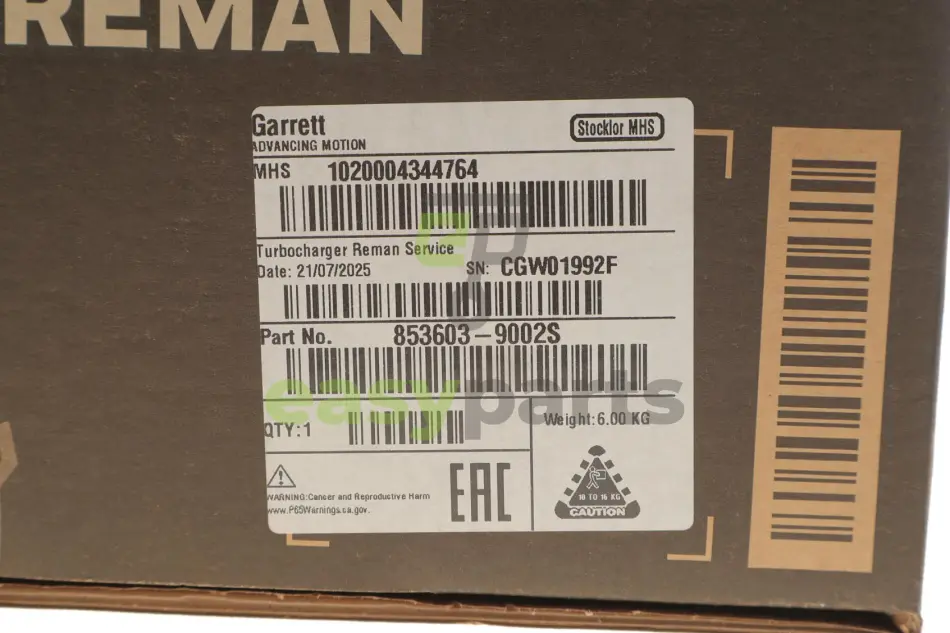 REMAN
Garrett
ADVANCING MOTION
Stocklor MHS
MHS 1020004344764
Turbocharger Reman Service
Date: 21/07/2025 SN: CGW01992F
Part No. 853603-9002S
easyparts
QTY:1
Weight:6.00 KG
WARNING:Cancer and Reproductive Harm
www.P65Warnings.ca.gov.
EAC
10 TO 16 KG
CAUTION